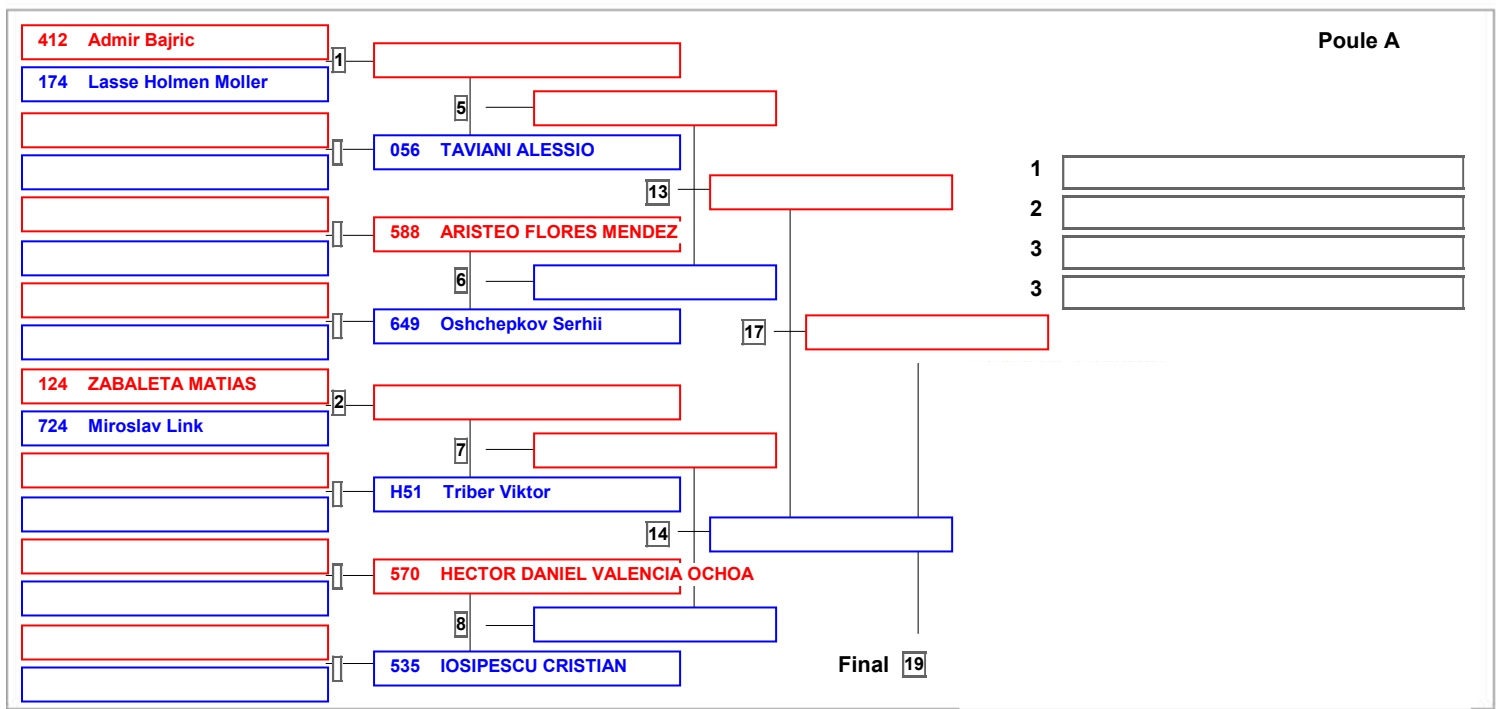 412 Admir Bajric
174 Lasse Holmen Moller
1
Poule A
5
056 TAVIANI ALESSIO
13
588 ARISTEO FLORES MENDEZ
6
649 Oshchepkov Serhii
1
2
3
3
17
124 ZABALETA MATIAS
724 Miroslav Link
2
7
H51 Triber Viktor
14
570 HECTOR DANIEL VALENCIA OCHOA
8
535 IOSIPESCU CRISTIAN
Final 19